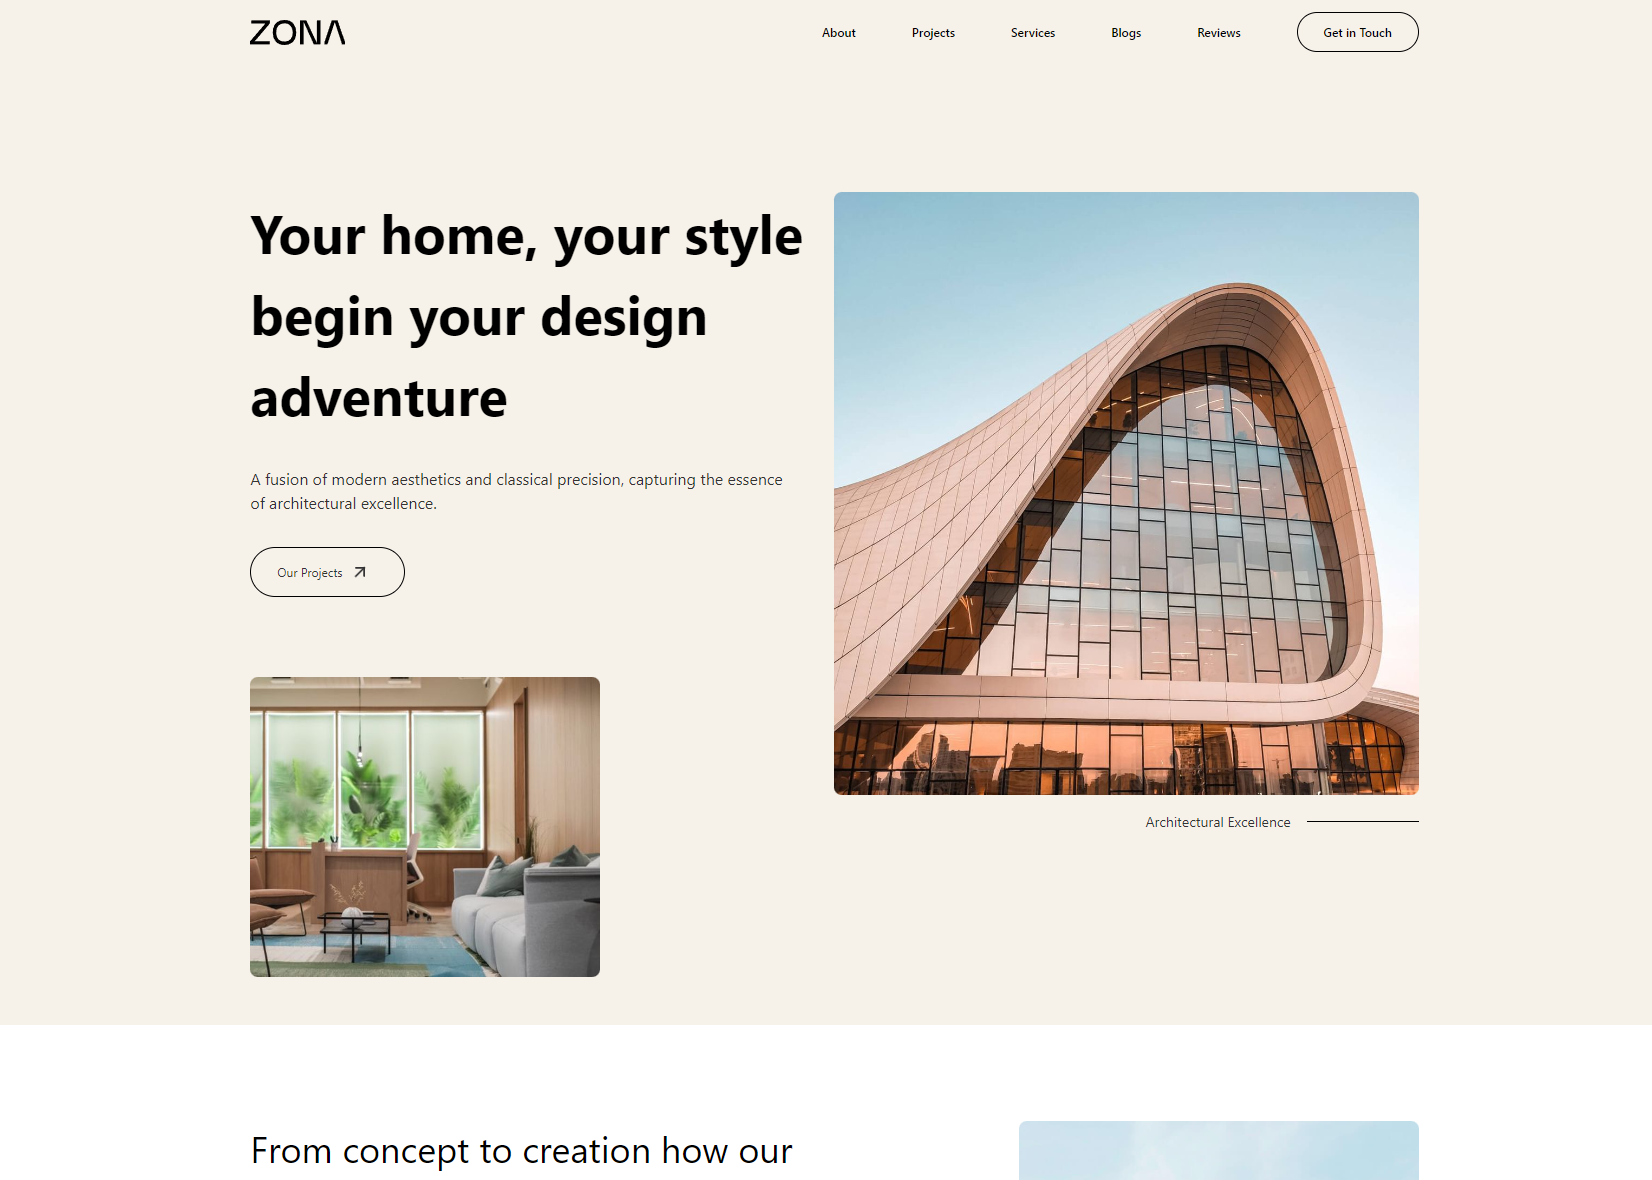 ZONA
About Projects Services Blogs Reviews Get in Touch
Your home, your style
begin your design
adventure
A fusion of modern aesthetics and classical precision, capturing the essence
of architectural excellence.
Our Projects
Architectural Excellence
From concept to creation how our